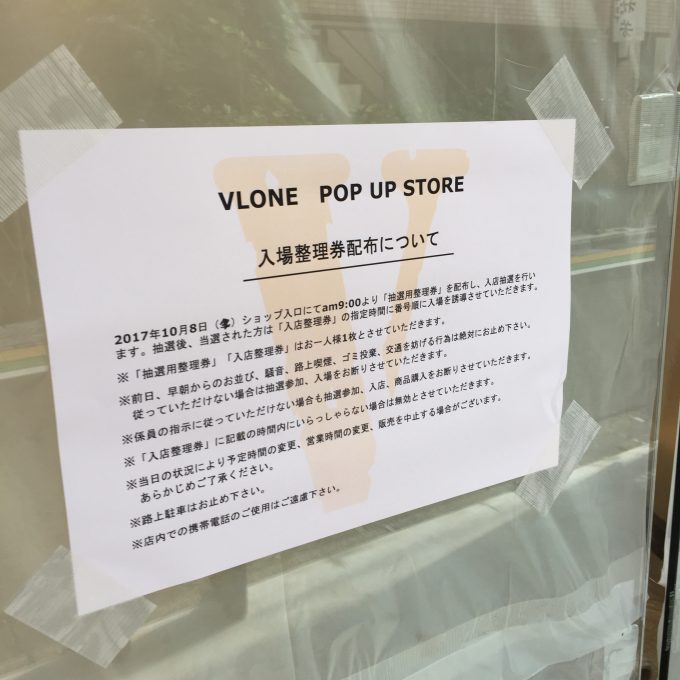 VLONE POP UP STORE
入場整理券配布について
2017年10月8日（ ）ショップ入口にてam9:00より「抽選用整理券」を配布し、入店抽選を行い
ます。抽選後、当選された方は「入店整理券」の指定時間に番号順に入場を誘導させていただきます。
※「抽選用整理券」「入店整理券」はお一人様1枚とさせていただきます。
※前日、早朝からのお並び、騒音、路上喫煙、ゴミ投棄、交通を妨げる行為は絶対にお止め下さい。
従っていただけない場合は抽選参加、入場をお断りさせていただきます。
※係員の指示に従っていただけない場合も抽選参加、入店、商品購入をお断りさせていただきます。
※「入店整理券」に記載の時間内にいらっしゃらない場合は無効とさせていただきます。
※当日の状況により予定時間の変更、営業時間の変更、販売を中止する場合がございます。
あらかじめご了承ください。
※路上駐車はお止め下さい。
※店内での携帯電話のご使用はご遠慮下さい。